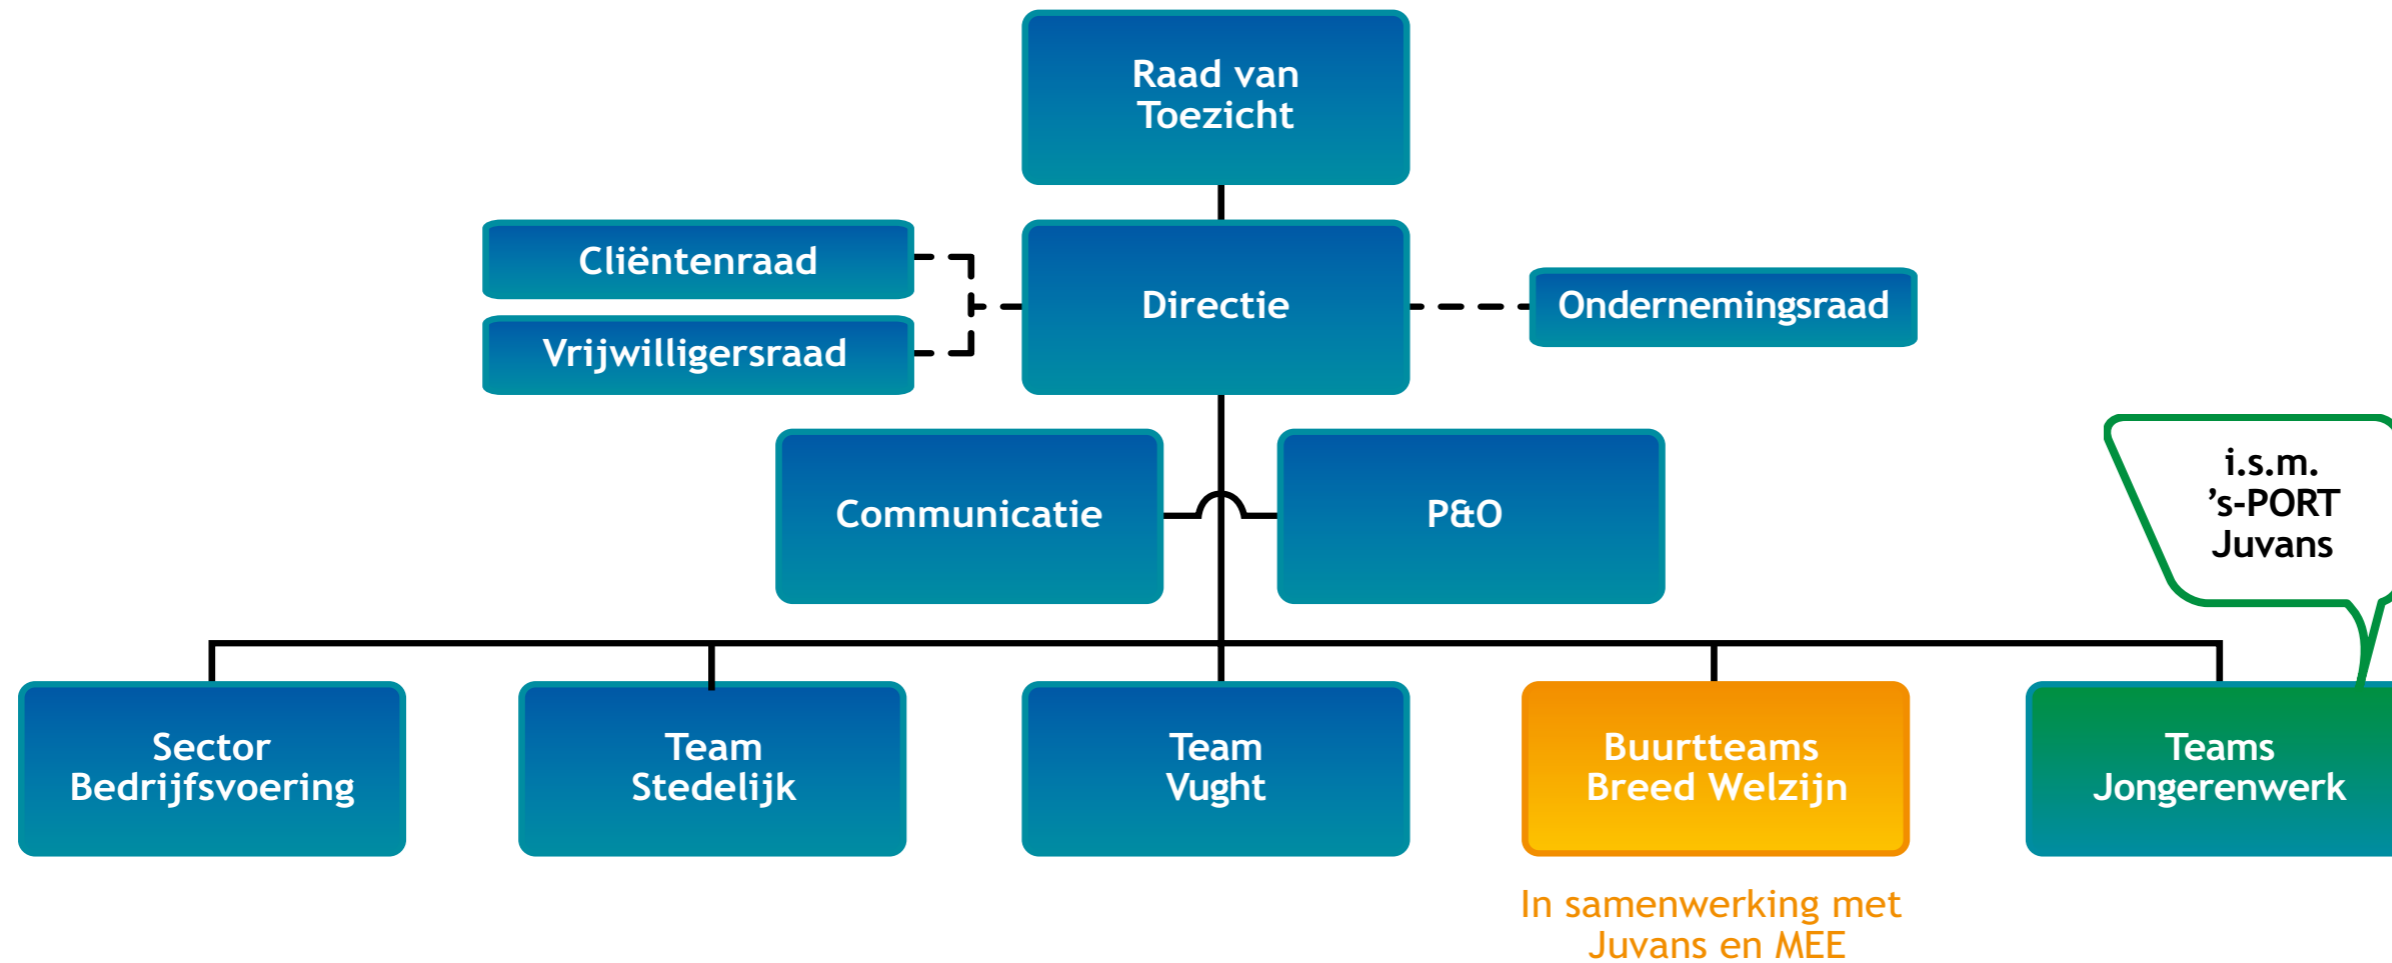 Raad van
Toezicht
Cliëntenraad
Vrijwilligersraad
Directie
Ondernemingsraad
Communicatie
P&O
i.s.m.
’s-PORT
Juvans
Sector
Bedrijfsvoering
Team
Stedelijk
Team
Vught
Buurtteams
Breed Welzijn
Teams
Jongerenwerk
In samenwerking met
Juvans en MEE